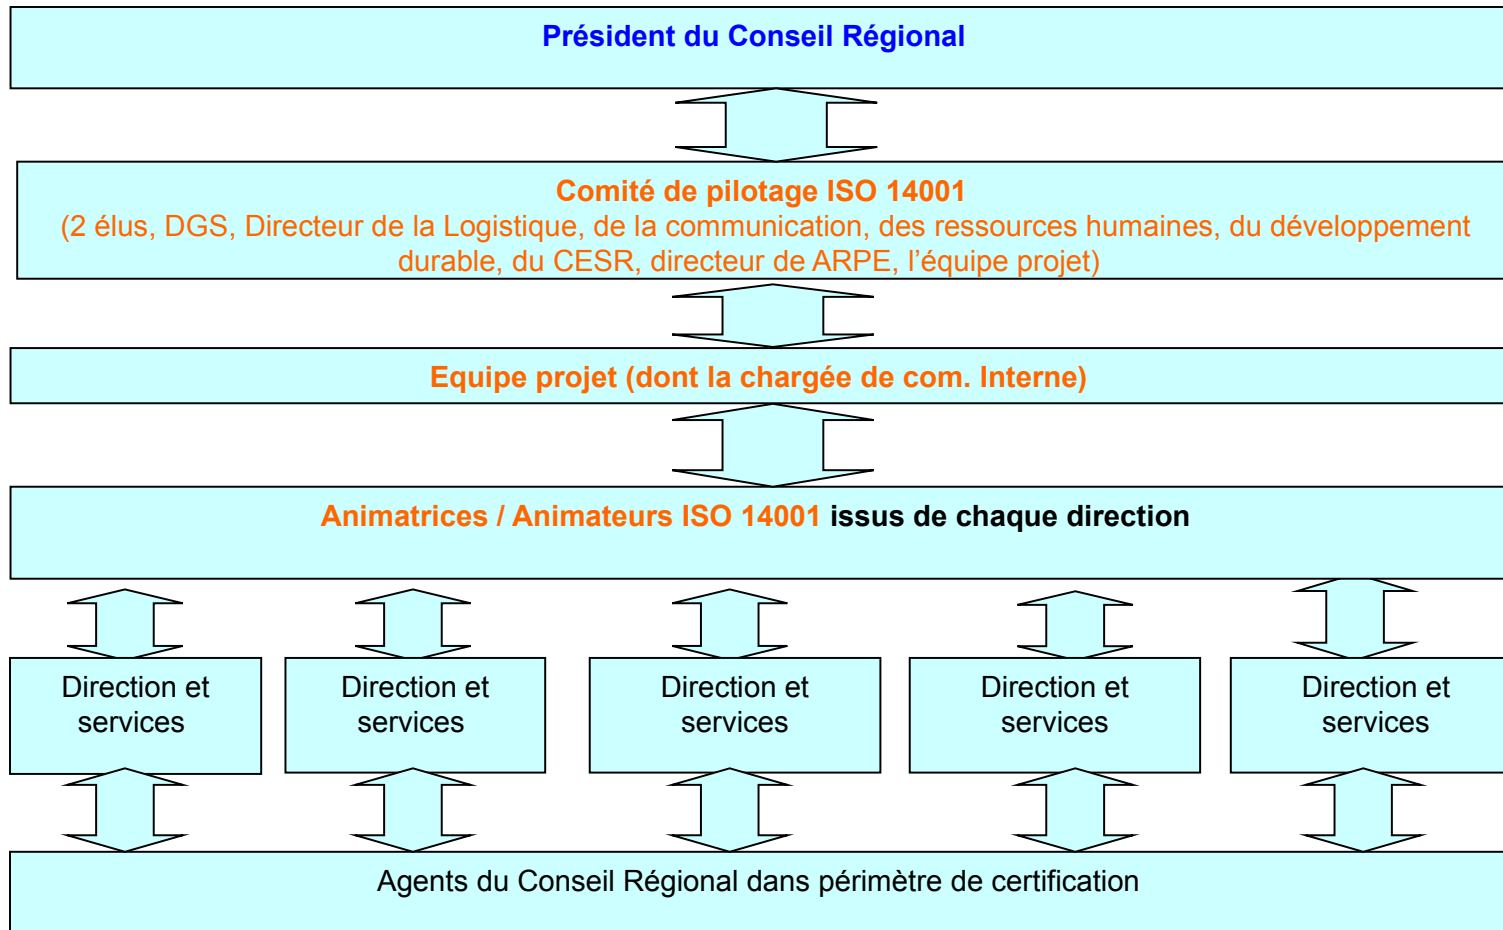 Président du Conseil Régional
Comité de pilotage ISO 14001
(2 élus, DGS, Directeur de la Logistique, de la communication, des ressources humaines, du développement
durable, du CESR, directeur de ARPE, l’équipe projet)
Equipe projet (dont la chargée de com. Interne)
Animatrices / Animateurs ISO 14001 issus de chaque direction
Direction et
services
Direction et
services
Direction et
services
Direction et
services
Direction et
services
Agents du Conseil Régional dans périmètre de certification